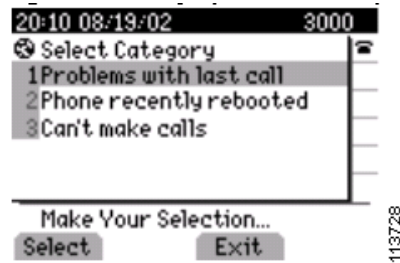 20:10 08/19/02 3000
Select Category
1 Problems with last call
2 Phone recently rebooted
3 Can't make calls
Make Your Selection...
Select Exit
113728